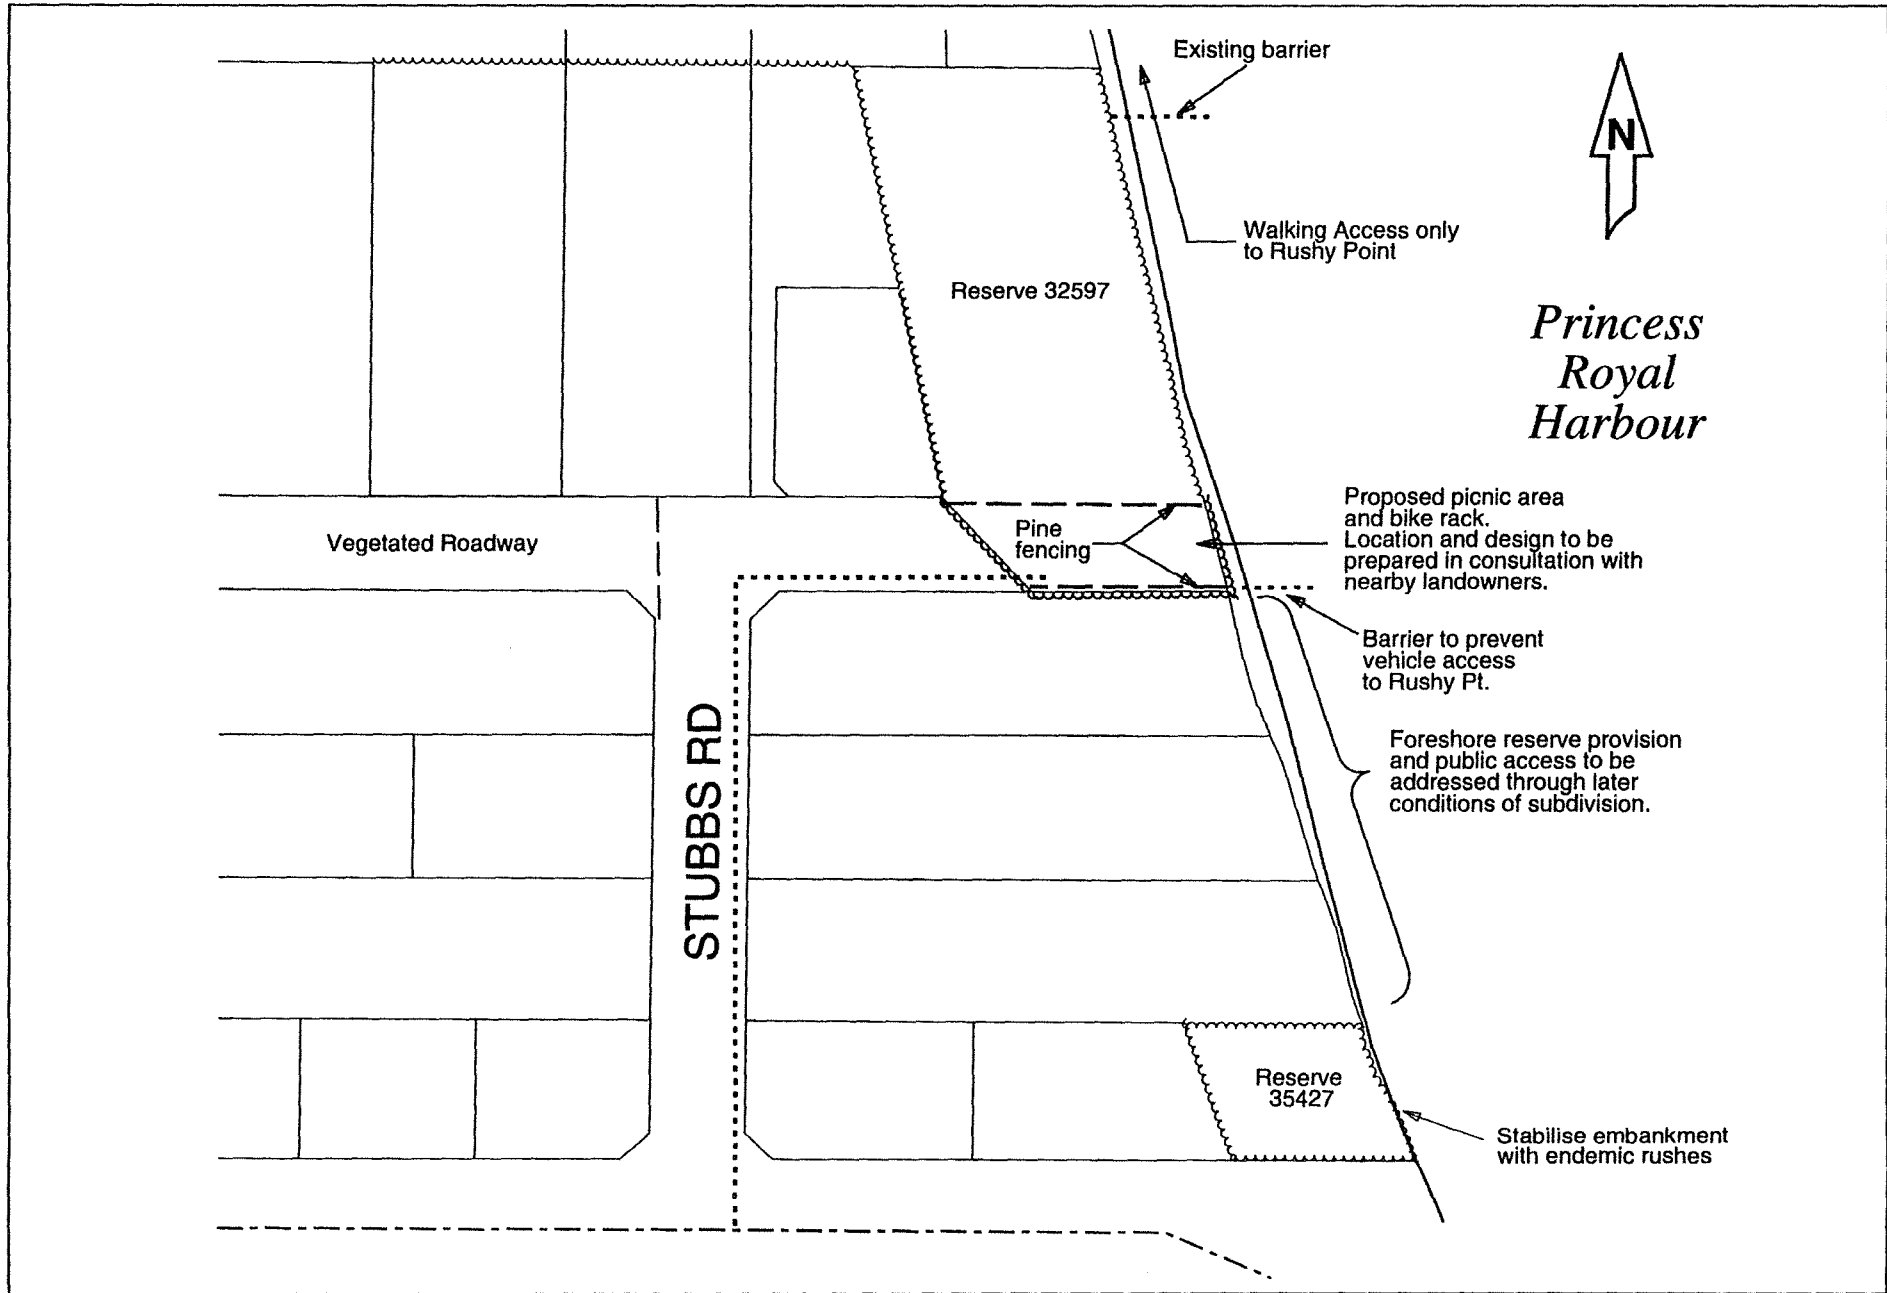 Existing barrier
N
Walking Access only
to Rushy Point
Reserve 32597
Princess
Royal
Harbour
Proposed picnic area
and bike rack.
Location and design to be
prepared in consultation with
nearby landowners.
Pine
fencing
Vegetated Roadway
Barrier to prevent
vehicle access
to Rushy Pt.
STUBBS RD
Foreshore reserve provision
and public access to be
addressed through later
conditions of subdivision.
Reserve
35427
Stabilise embankment
with endemic rushes